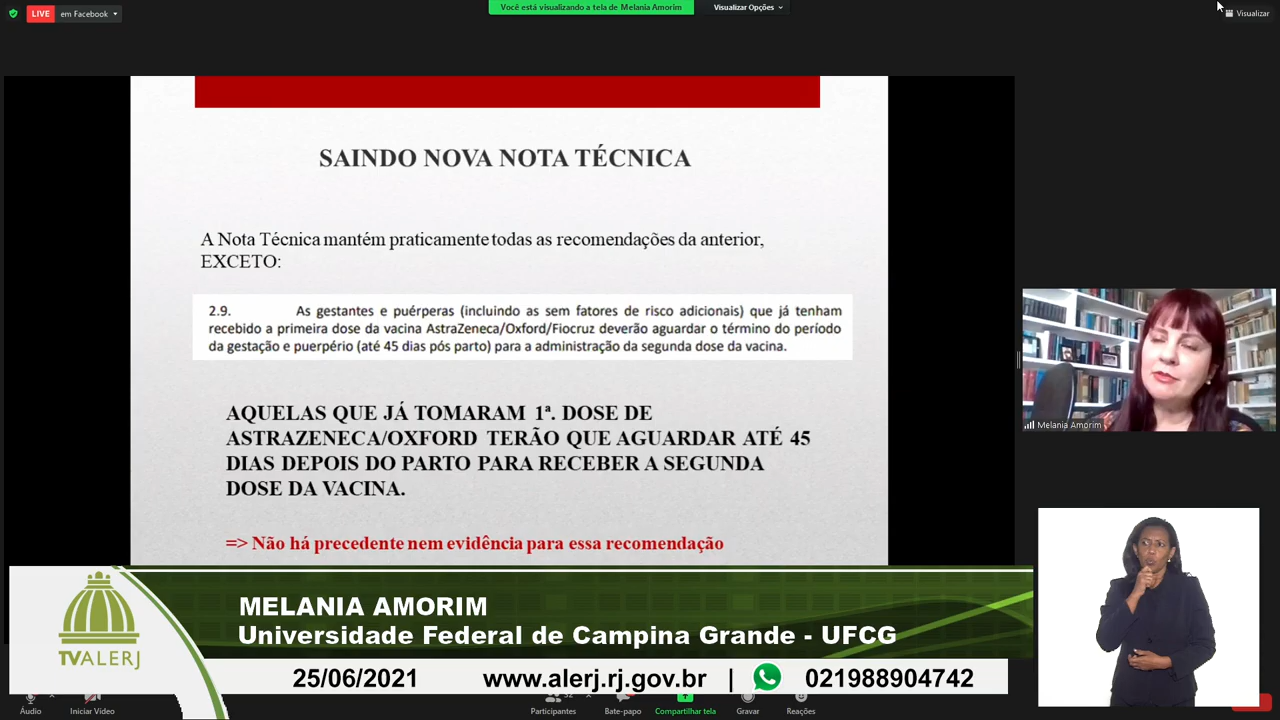 LIVE
em Facebook
Você está visualizando a tela de Melania Amorim
Visualizar Opções
Visualizar
SAINDO NOVA NOTA TÉCNICA
A Nota Técnica mantém praticamente todas as recomendações da anterior,
EXCETO:
2.9. As gestantes e puérperas (incluindo as sem fatores de risco adicionais) que já tenham
recebido a primeira dose da vacina AstraZeneca/Oxford/Fiocruz deverão aguardar o término do período
da gestação e puerpério (até 45 dias pós parto) para a administração da segunda dose da vacina.
AQUELAS QUE JÁ TOMARAM 1ª. DOSE DE
ASTRAZENECA/OXFORD TERÃO QUE AGUARDAR ATÉ 45
DIAS DEPOIS DO PARTO PARA RECEBER A SEGUNDA
DOSE DA VACINA.
=> Não há precedente nem evidência para essa recomendação
Melania Amorim
MELANIA AMORIM
Universidade Federal de Campina Grande - UFCG
TVALERJ
25/06/2021 www.alerj.rj.gov.br | 021988904742
Áudio
Iniciar Vídeo
Participantes
Bate-papo
Compartilhar tela
Gravar
Reações